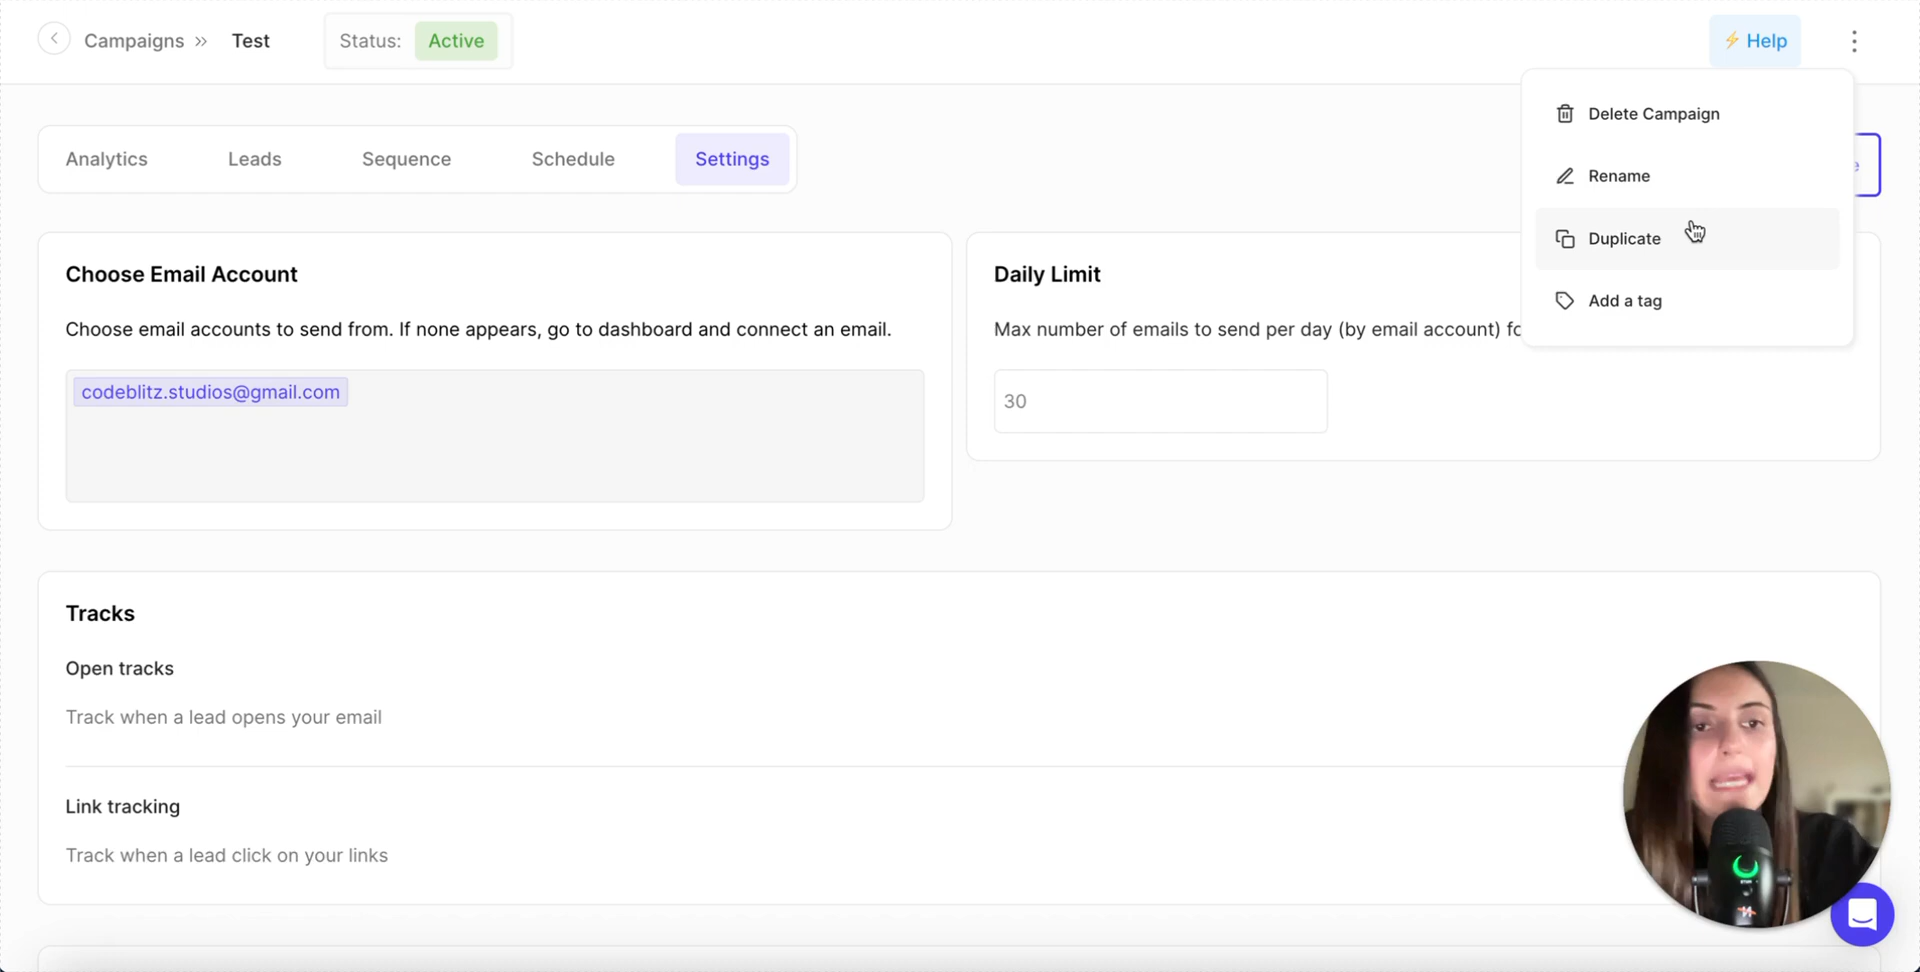 Campaigns » Test Status: Active ⚡ Help
Delete Campaign
Rename
Duplicate
Add a tag
Analytics Leads Sequence Schedule Settings
Choose Email Account
Choose email accounts to send from. If none appears, go to dashboard and connect an email.
codeblitz.studios@gmail.com
Daily Limit
Max number of emails to send per day (by email account)
30
Tracks
Open tracks
Track when a lead opens your email
Link tracking
Track when a lead click on your links